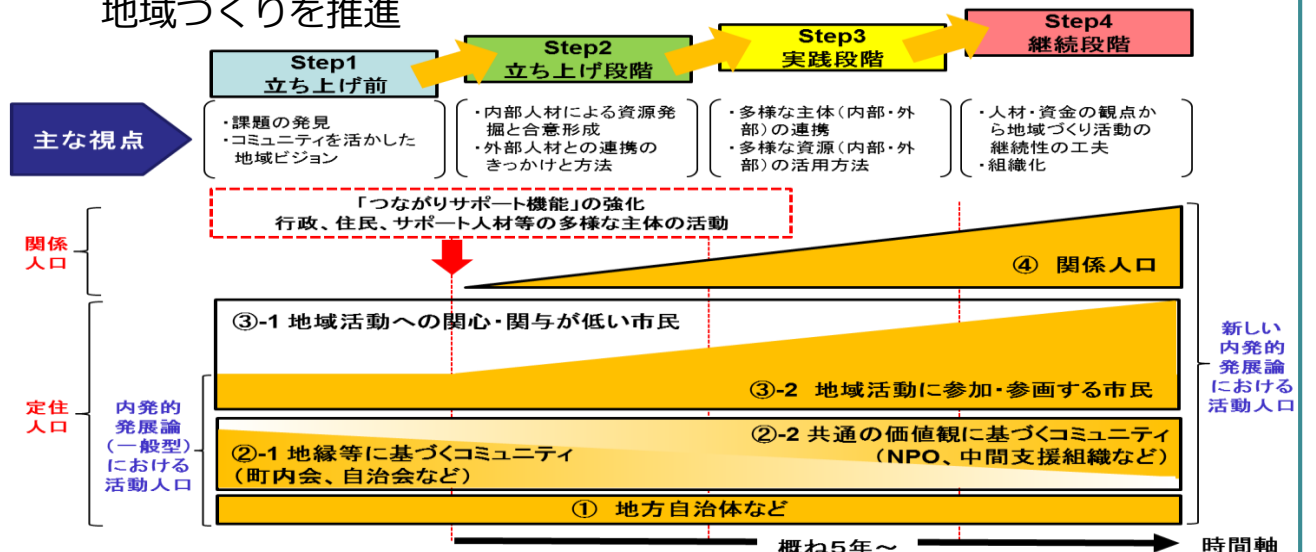 地域づくりを推進
Step1
立ち上げ前
Step2
立ち上げ段階
Step3
実践段階
Step4
継続段階
主な視点
・課題の発見
・コミュニティを活かした
地域ビジョン
・内部人材による資源発
掘と合意形成
・外部人材との連携の
きっかけと方法
・多様な主体(内部・外
部)の連携
・多様な資源(内部・外
部)の活用方法
・人材・資金の観点か
ら地域づくり活動の
継続性の工夫
・組織化
「つながりサポート機能」の強化
行政、住民、サポート人材等の多様な主体の活動
関係
人口
④ 関係人口
③-1 地域活動への関心・関与が低い市民
③-2 地域活動に参加・参画する市民
定住
人口
内発的
発展論
(一般型)
における
活動人口
②-1 地縁等に基づくコミュニティ
(町内会、自治会など)
②-2 共通の価値観に基づくコミュニティ
(NPO、中間支援組織など)
① 地方自治体など
新しい
内発的
発展論
における
活動人口
概ね5年~
時間軸